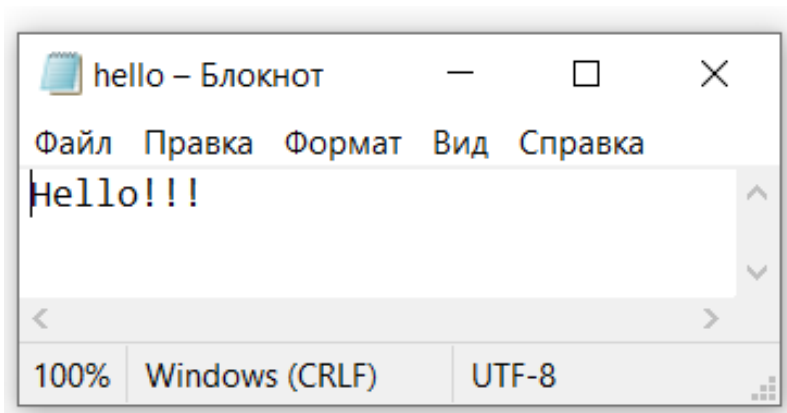 hello – Блокнот
Файл Правка Формат Вид Справка
Hello!!!
100% Windows (CRLF) UTF-8